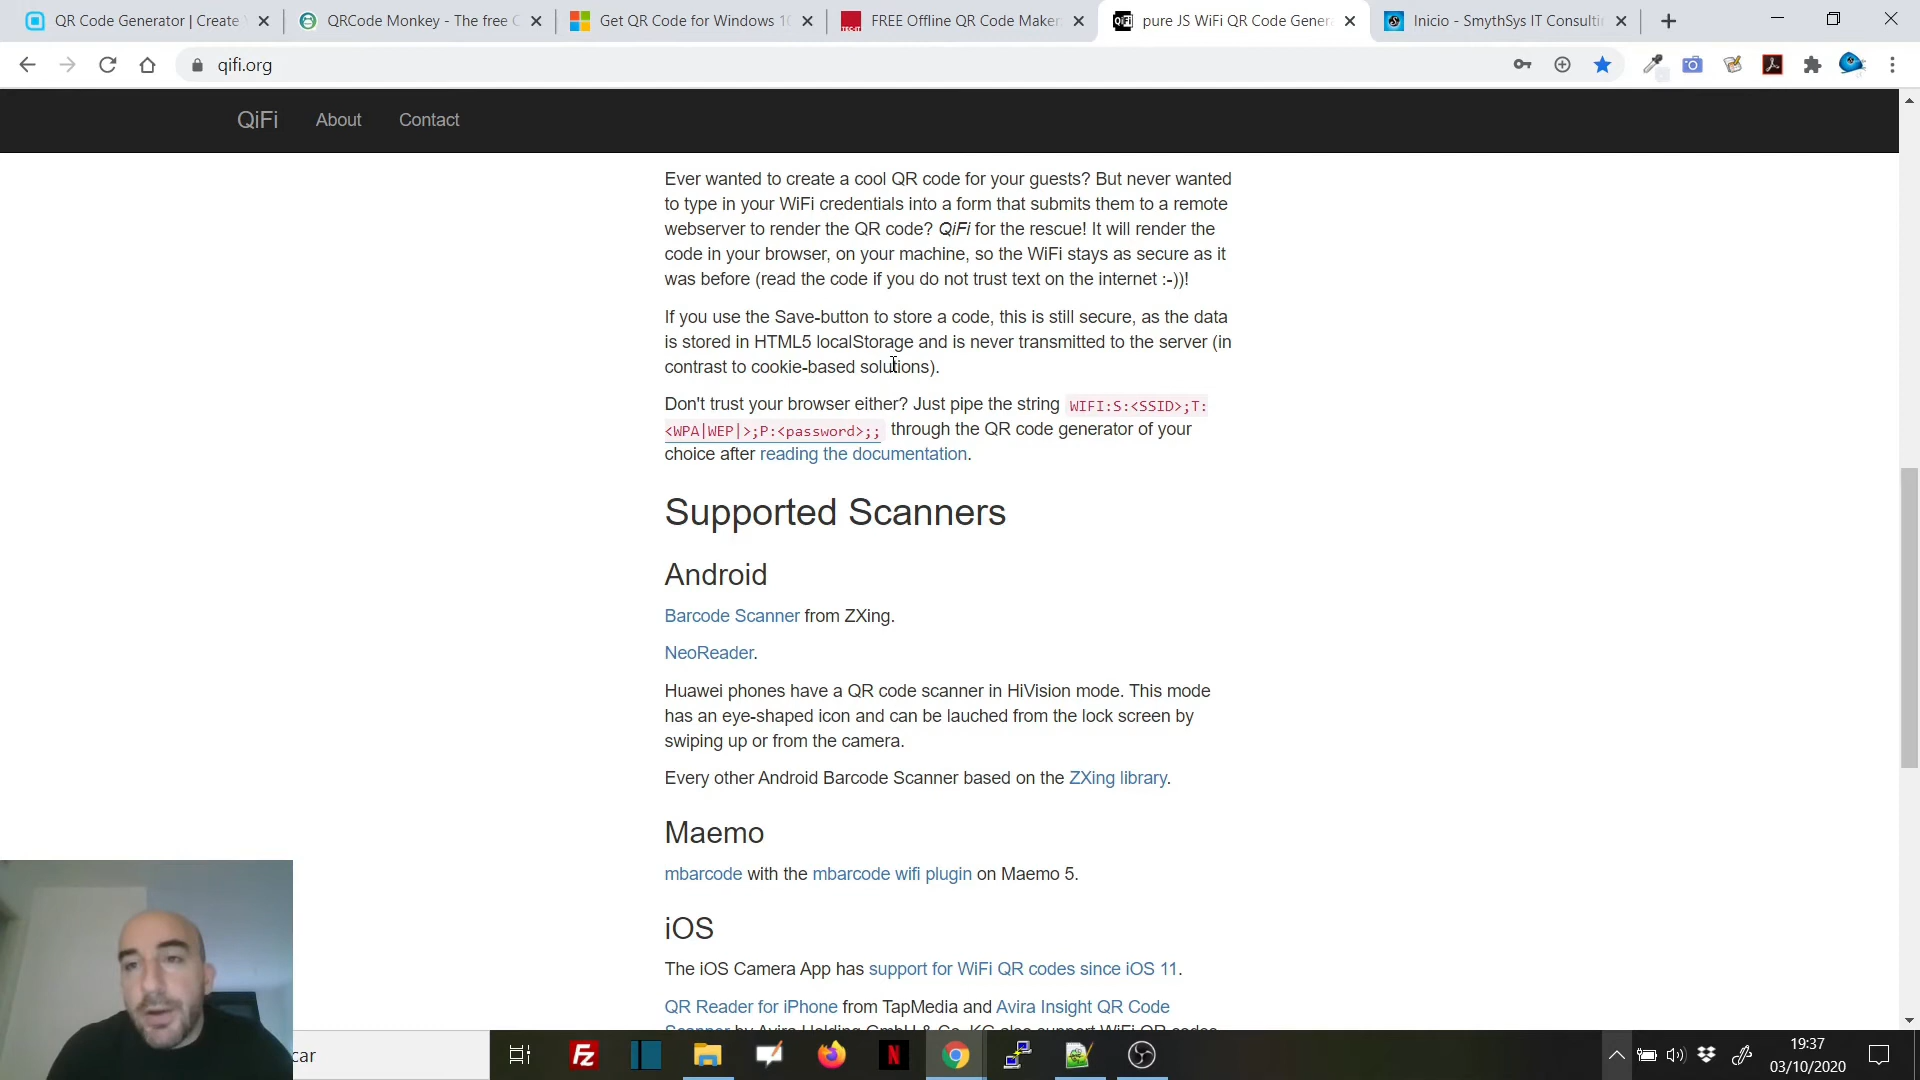 QR Code Generator | Create
QRCode Monkey - The free
Get QR Code for Windows 10
FREE Offline QR Code Maker
pure JS WiFi QR Code Gener
Inicio - SmythSys IT Consulti
qifi.org
QiFi
About
Contact
Ever wanted to create a cool QR code for your guests? But never wanted
to type in your WiFi credentials into a form that submits them to a remote
webserver to render the QR code? QiFi for the rescue! It will render the
code in your browser, on your machine, so the WiFi stays as secure as it
was before (read the code if you do not trust text on the internet :-))!
If you use the Save-button to store a code, this is still secure, as the data
is stored in HTML5 localStorage and is never transmitted to the server (in
contrast to cookie-based solutions).
Don't trust your browser either? Just pipe the string WIFI:S:<SSID>;T:
<WPA|WEP|>;P:<password>;; through the QR code generator of your
choice after reading the documentation.
Supported Scanners
Android
Barcode Scanner from ZXing.
NeoReader.
Huawei phones have a QR code scanner in HiVision mode. This mode
has an eye-shaped icon and can be lauched from the lock screen by
swiping up or from the camera.
Every other Android Barcode Scanner based on the ZXing library.
Maemo
mbarcode with the mbarcode wifi plugin on Maemo 5.
iOS
The iOS Camera App has support for WiFi QR codes since iOS 11.
QR Reader for iPhone from TapMedia and Avira Insight QR Code
Scanner by Avira Holding GmbH & Co. KG also support WiFi QR codes.
car
19:37
03/10/2020